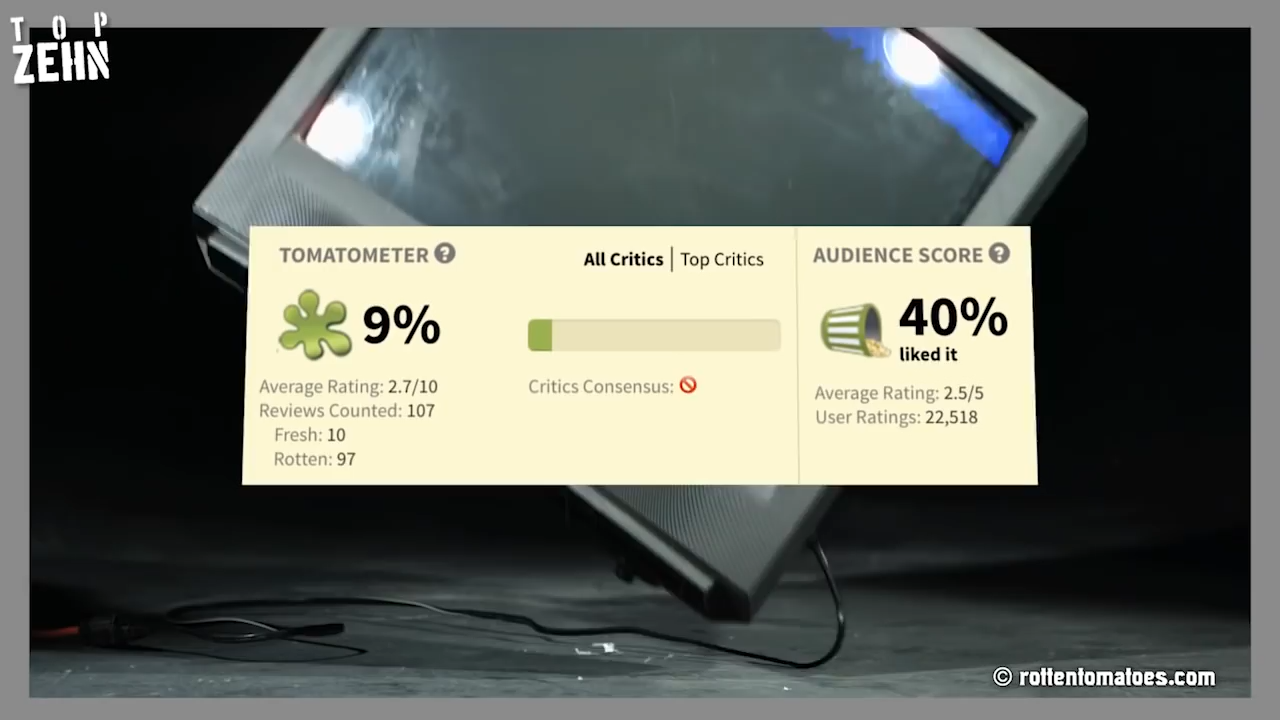 TOP
ZEHN
TOMATOMETER ?
All Critics | Top Critics
9%
Average Rating: 2.7/10
Reviews Counted: 107
Fresh: 10
Rotten: 97
Critics Consensus:
AUDIENCE SCORE ?
40%
liked it
Average Rating: 2.5/5
User Ratings: 22,518
© rottentomatoes.com